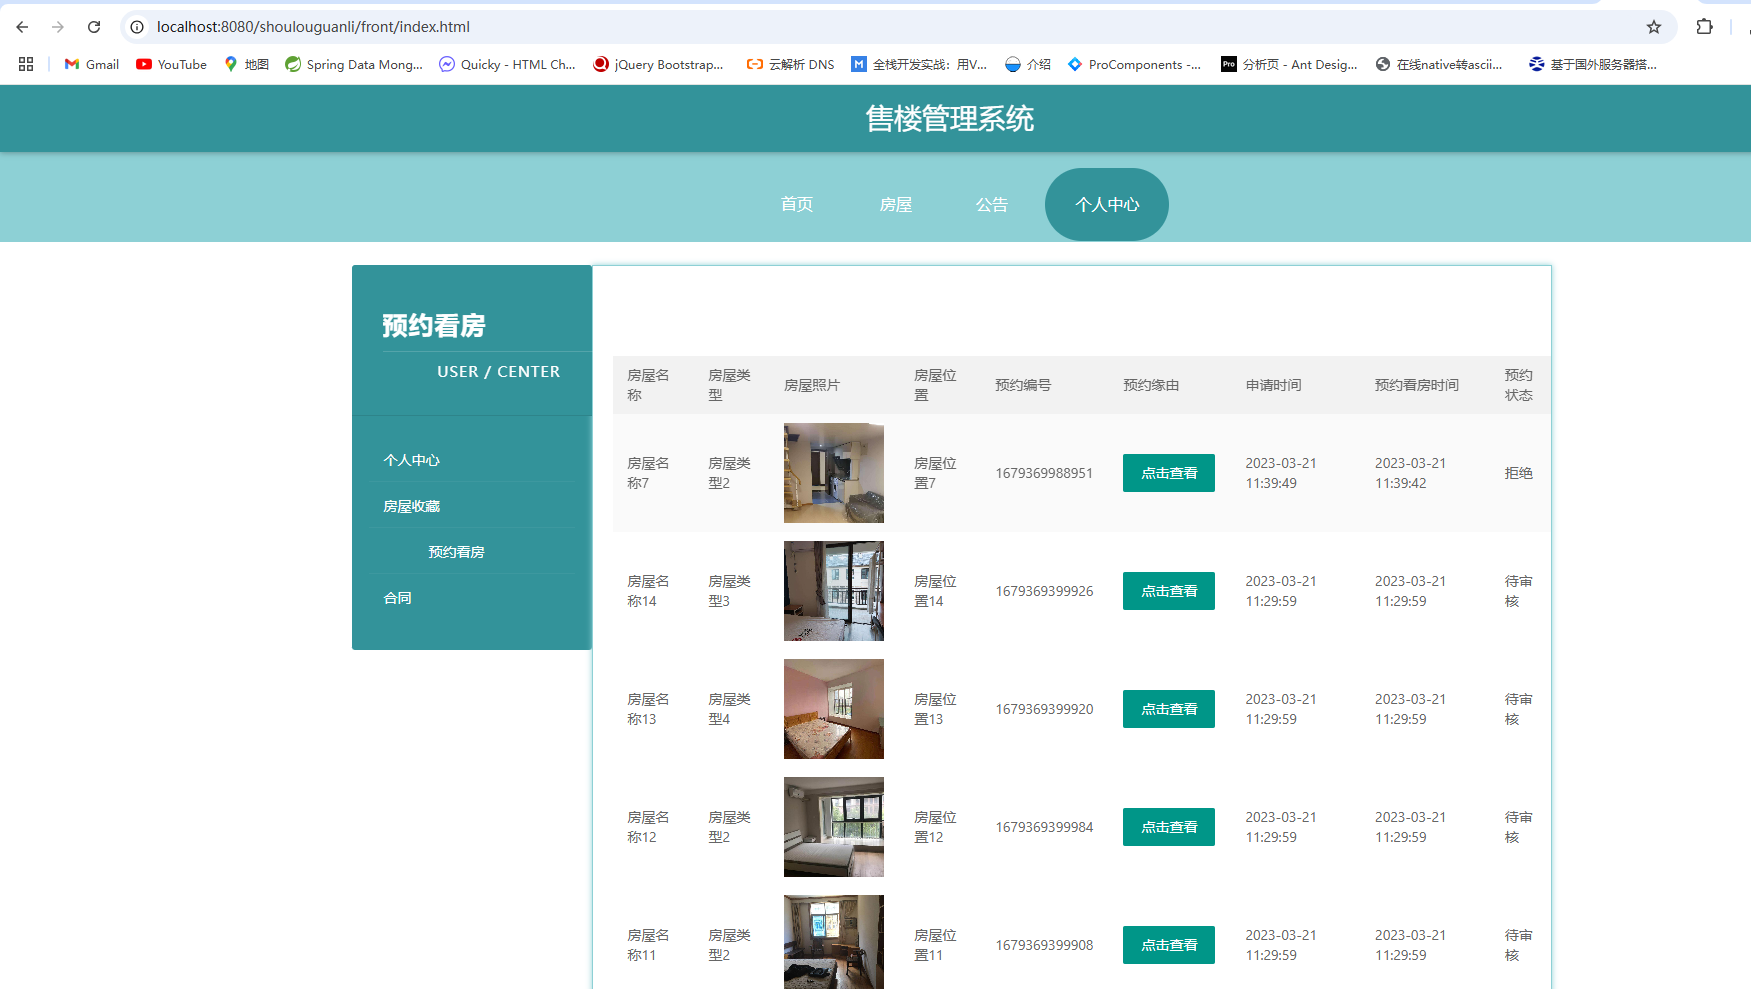 localhost:8080/shoulouguanli/front/index.html
Gmail YouTube 地图 Spring Data Mong... Quicky - HTML Ch... jQuery Bootstrap... 云解析 DNS 全栈开发实战：用V... 介绍 ProComponents -... Pro 分析页 - Ant Desig... 在线native转ascii... 基于国外服务器搭...
售楼管理系统
首页 房屋 公告 个人中心
预约看房
USER / CENTER
个人中心
房屋收藏
预约看房
合同
房屋名称 房屋类型 房屋照片 房屋位置 预约编号 预约缘由 申请时间 预约看房时间 预约状态
房屋名称7 房屋类型2 房屋位置7 1679369988951 点击查看 2023-03-21 11:39:49 2023-03-21 11:39:42 拒绝
房屋名称14 房屋类型3 房屋位置14 1679369399926 点击查看 2023-03-21 11:29:59 2023-03-21 11:29:59 待审核
房屋名称13 房屋类型4 房屋位置13 1679369399920 点击查看 2023-03-21 11:29:59 2023-03-21 11:29:59 待审核
房屋名称12 房屋类型2 房屋位置12 1679369399984 点击查看 2023-03-21 11:29:59 2023-03-21 11:29:59 待审核
房屋名称11 房屋类型2 房屋位置11 1679369399908 点击查看 2023-03-21 11:29:59 2023-03-21 11:29:59 待审核